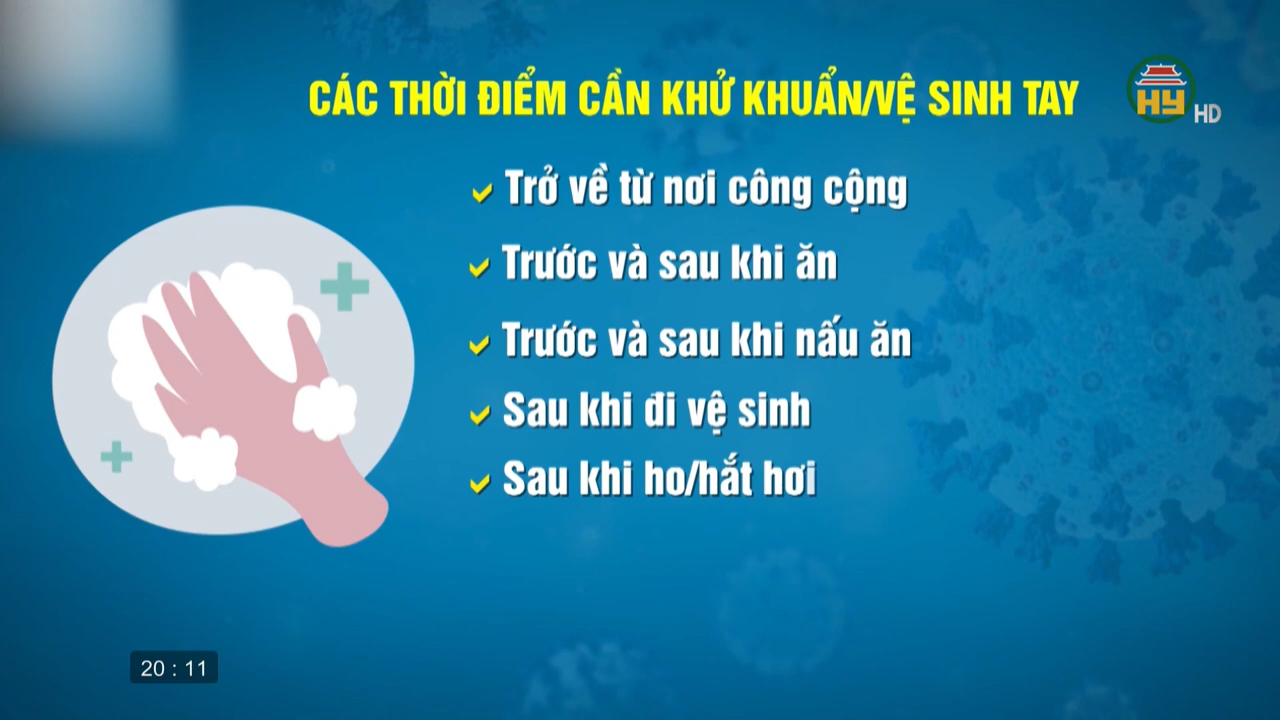 CÁC THỜI ĐIỂM CẦN KHỬ KHUẨN/VỆ SINH TAY
HY HD
Trở về từ nơi công cộng
Trước và sau khi ăn
Trước và sau khi nấu ăn
Sau khi đi vệ sinh
Sau khi ho/hắt hơi
20 : 11